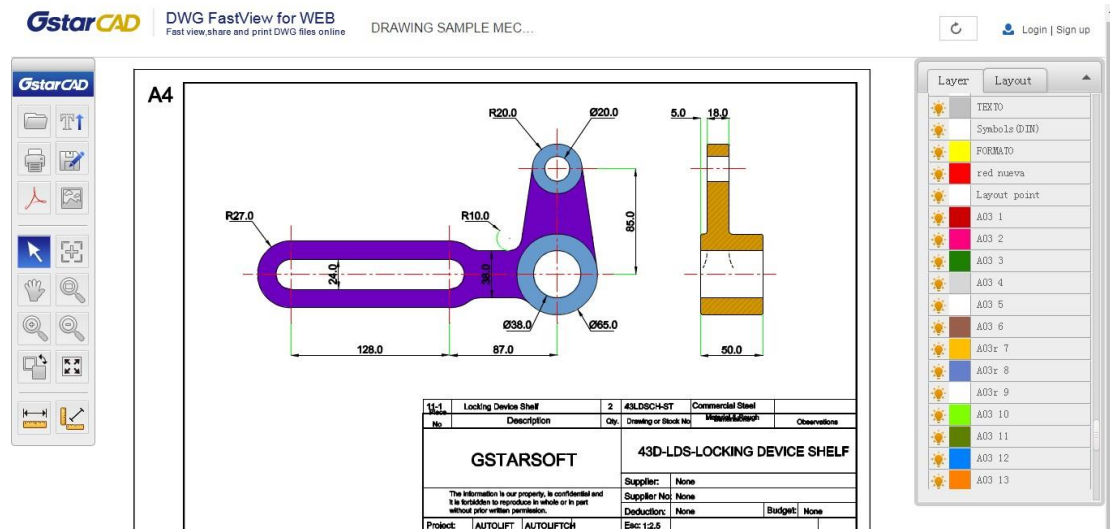 GstarCAD
DWG FastView for WEB
Fast view,share and print DWG files online
DRAWING SAMPLE MEC...
Login | Sign up
GstarCAD
Layer
Layout
TEXTO
Symbols(DIN)
FORMATO
red nueva
Layout point
A03 1
A03 2
A03 3
A03 4
A03 5
A03 6
A03r 7
A03r 8
A03r 9
A03 10
A03 11
A03 12
A03 13
A4
R20.0
Ø20.0
5.0
18.0
R27.0
R10.0
85.0
24.0
38.0
Ø38.0
Ø65.0
128.0
87.0
50.0
11-1 Locking Device Shelf 2 43LDSCH-ST Commercial Steel
No Description Qty. Drawing or Stock No Observations
GSTARSOFT
43D-LDS-LOCKING DEVICE SHELF
Supplier: None
The information is our property, is confidential and
it is forbidden to reproduce in whole or in part
without prior written permission.
Supplier No: None
Deduction: None Budget: None
Project: AUTOLIFT AUTOLIFTCH Esc: 1:2,5